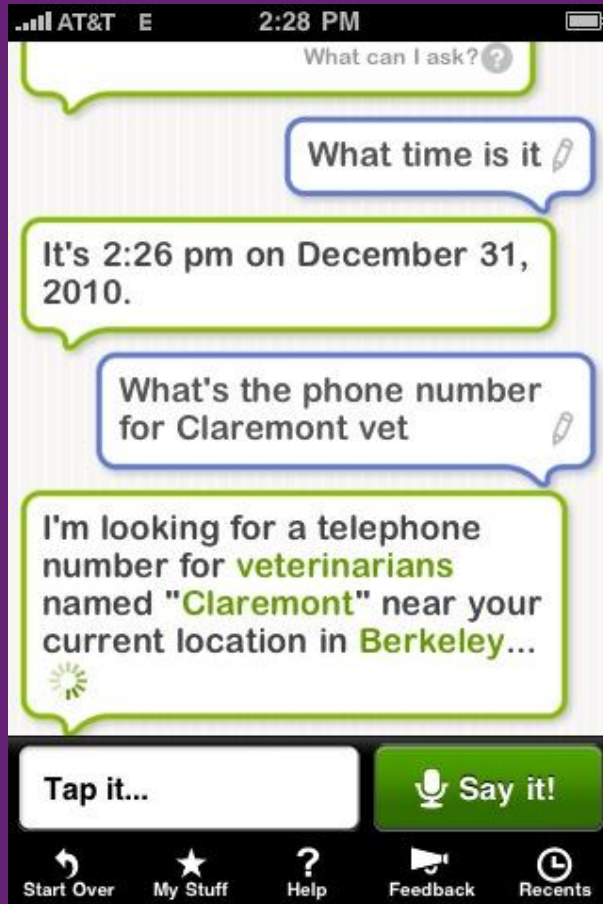 AT&T E 2:28 PM
What can I ask? ?
What time is it
It's 2:26 pm on December 31,
2010.
What's the phone number
for Claremont vet
I'm looking for a telephone
number for veterinarians
named "Claremont" near your
current location in Berkeley...
Tap it...
Say it!
?
Start Over My Stuff Help Feedback Recents